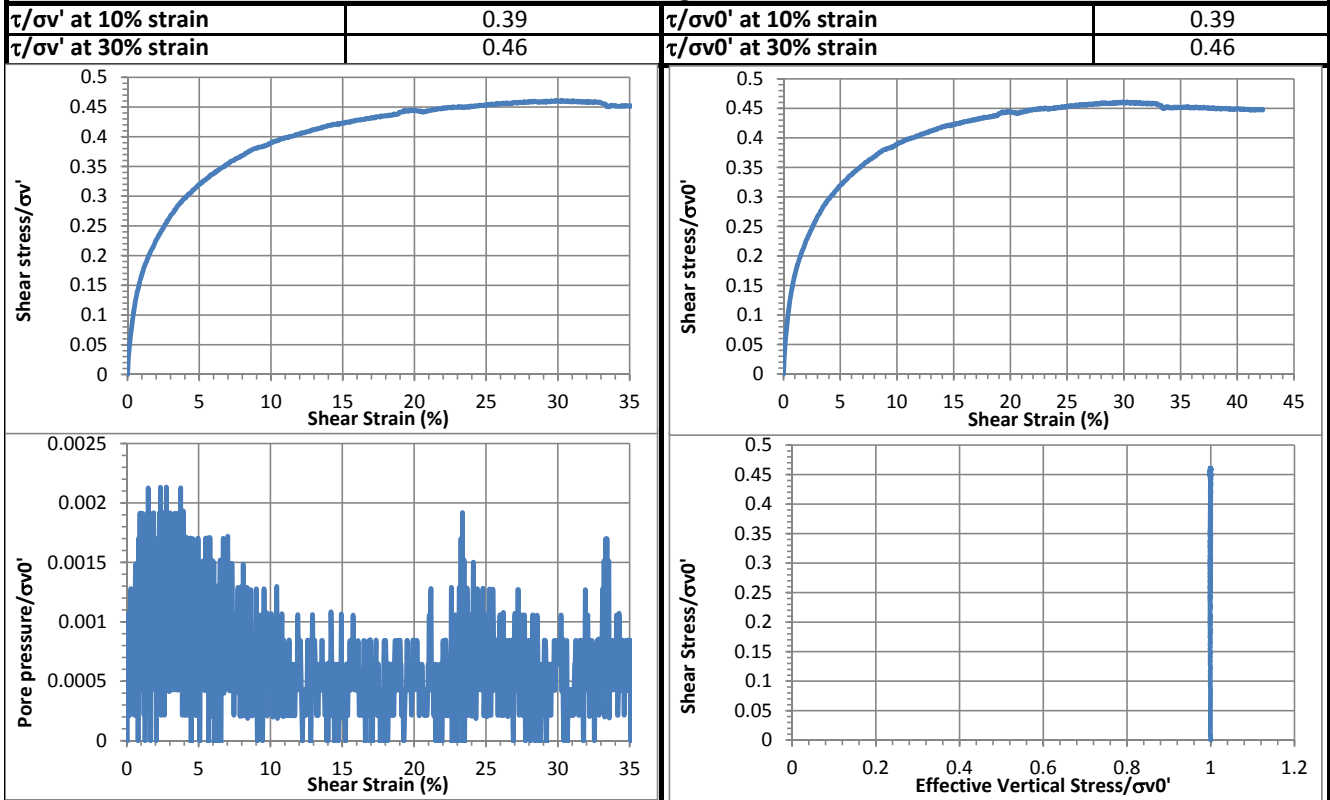 τ/σv' at 10% strain 0.39 τ/σv0' at 10% strain 0.39
τ/σv' at 30% strain 0.46 τ/σv0' at 30% strain 0.46
0.5
0.45
0.4
0.35
0.3
0.25
0.2
0.15
0.1
0.05
0
Shear stress/σv'
0 5 10 15 20 25 30 35
Shear Strain (%)
0.5
0.45
0.4
0.35
0.3
0.25
0.2
0.15
0.1
0.05
0
Shear stress/σv0'
0 5 10 15 20 25 30 35 40 45
Shear Strain (%)
0.0025
0.002
0.0015
0.001
0.0005
0
Pore pressure/σv0'
0 5 10 15 20 25 30 35
Shear Strain (%)
0.5
0.45
0.4
0.35
0.3
0.25
0.2
0.15
0.1
0.05
0
Shear Stress/σv0'
0 0.2 0.4 0.6 0.8 1 1.2
Effective Vertical Stress/σv0'